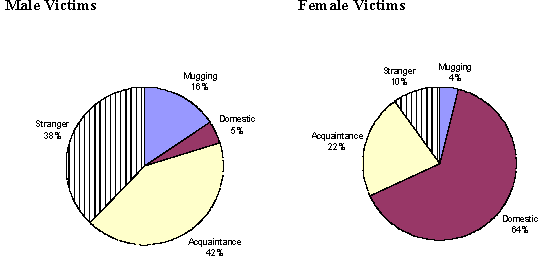 Male Victims
Mugging
16%
Domestic
5%
Stranger
38%
Acquaintance
42%
Female Victims
Mugging
4%
Stranger
10%
Acquaintance
22%
Domestic
64%